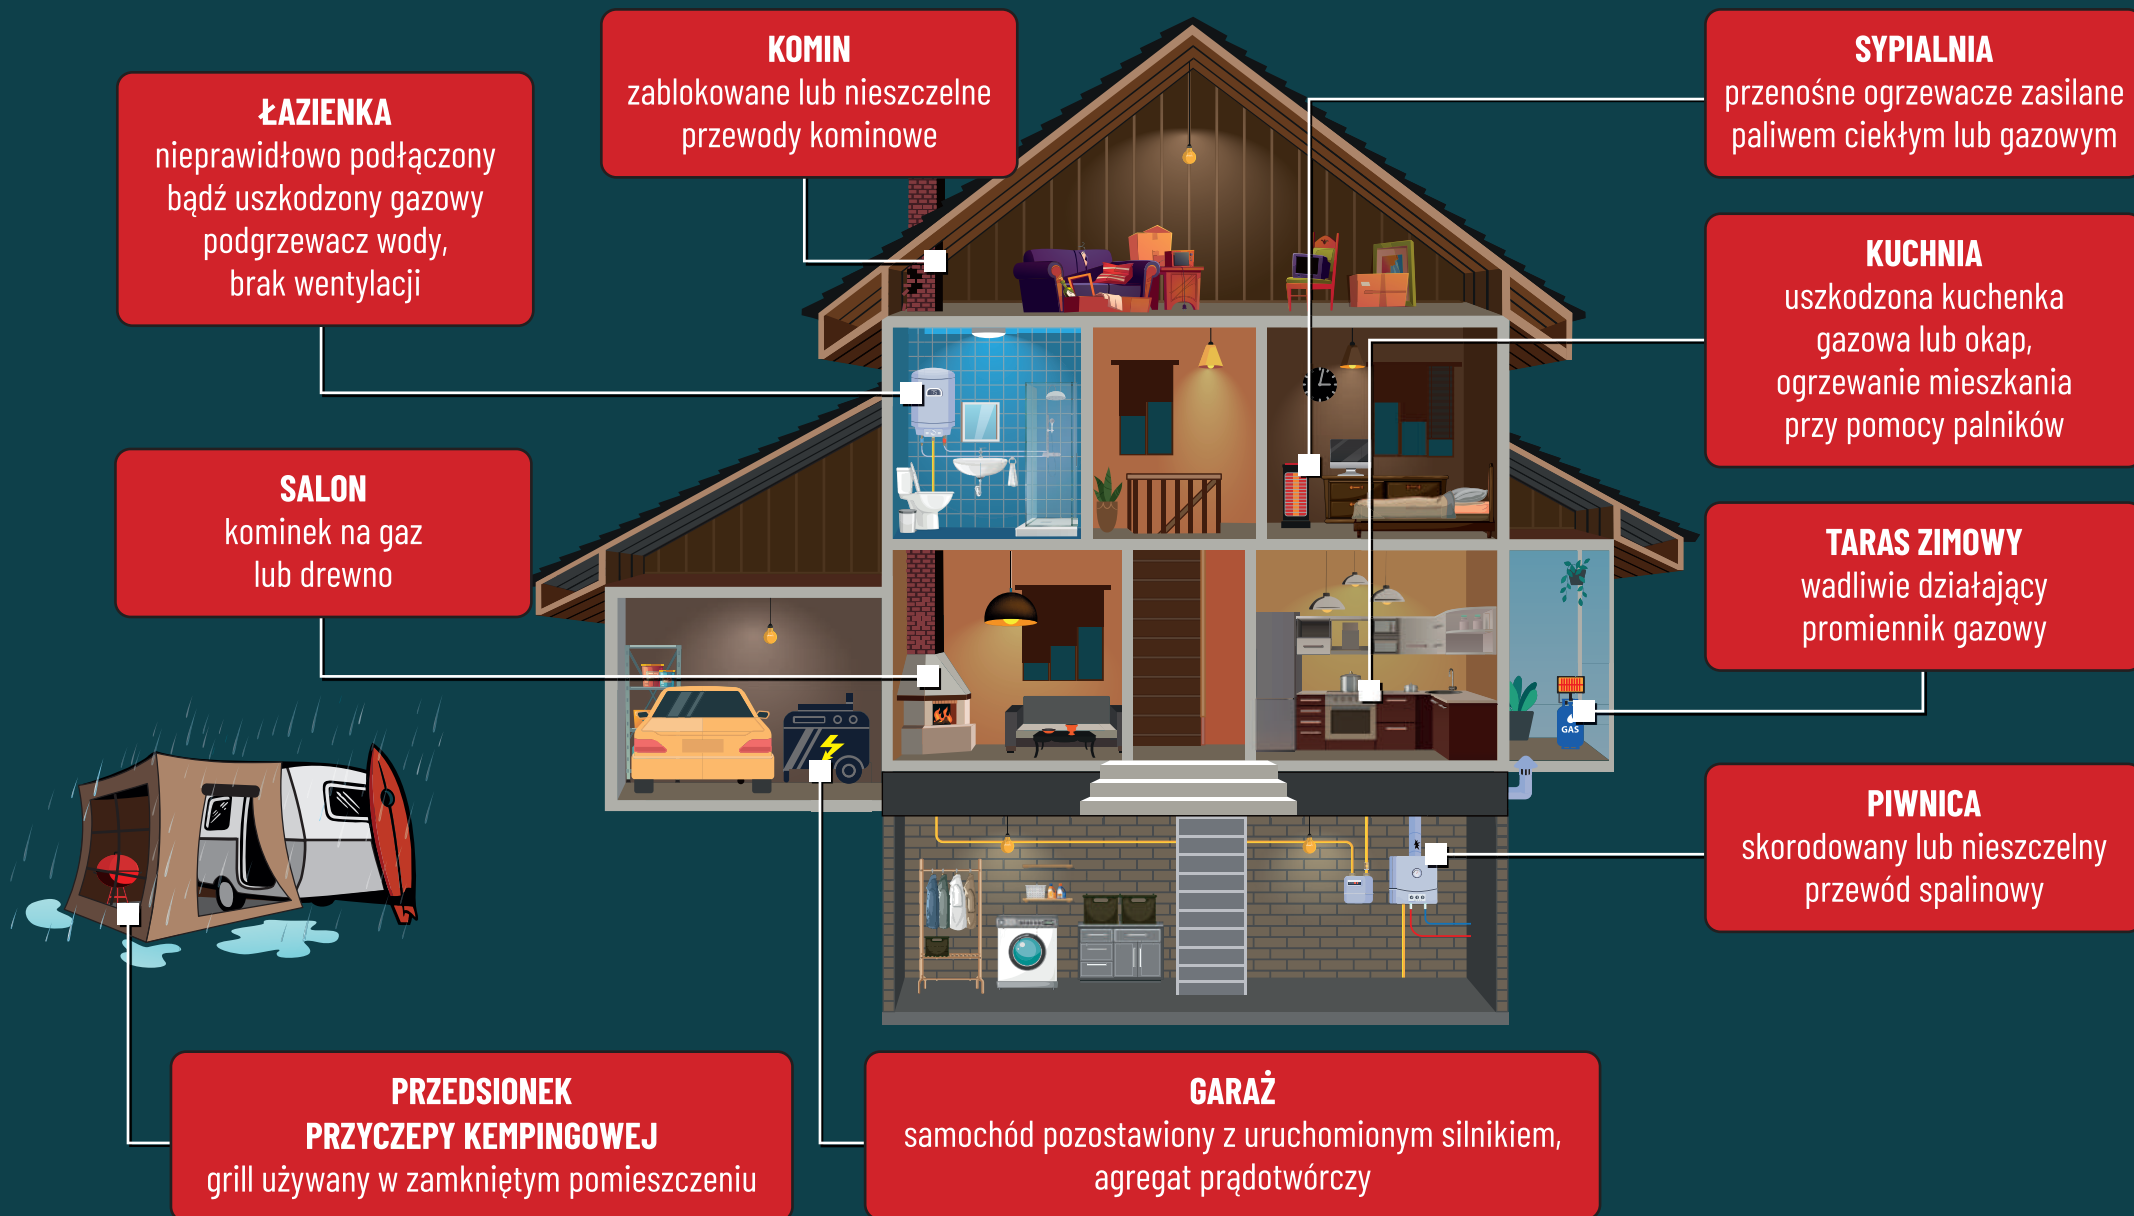 KOMIN
zablokowane lub nieszczelne
przewody kominowe
SYPIALNIA
przenośne ogrzewacze zasilane
paliwem ciekłym lub gazowym
ŁAZIENKA
nieprawidłowo podłączony
bądź uszkodzony gazowy
podgrzewacz wody,
brak wentylacji
KUCHNIA
uszkodzona kuchenka
gazowa lub okap,
ogrzewanie mieszkania
przy pomocy palników
SALON
kominek na gaz
lub drewno
TARAS ZIMOWY
wadliwie działający
promiennik gazowy
GAS
PIWNICA
skorodowany lub nieszczelny
przewód spalinowy
PRZEDSIONEK
PRZYCZEPY KEMPINGOWEJ
grill używany w zamkniętym pomieszczeniu
GARAŻ
samochód pozostawiony z uruchomionym silnikiem,
agregat prądotwórczy